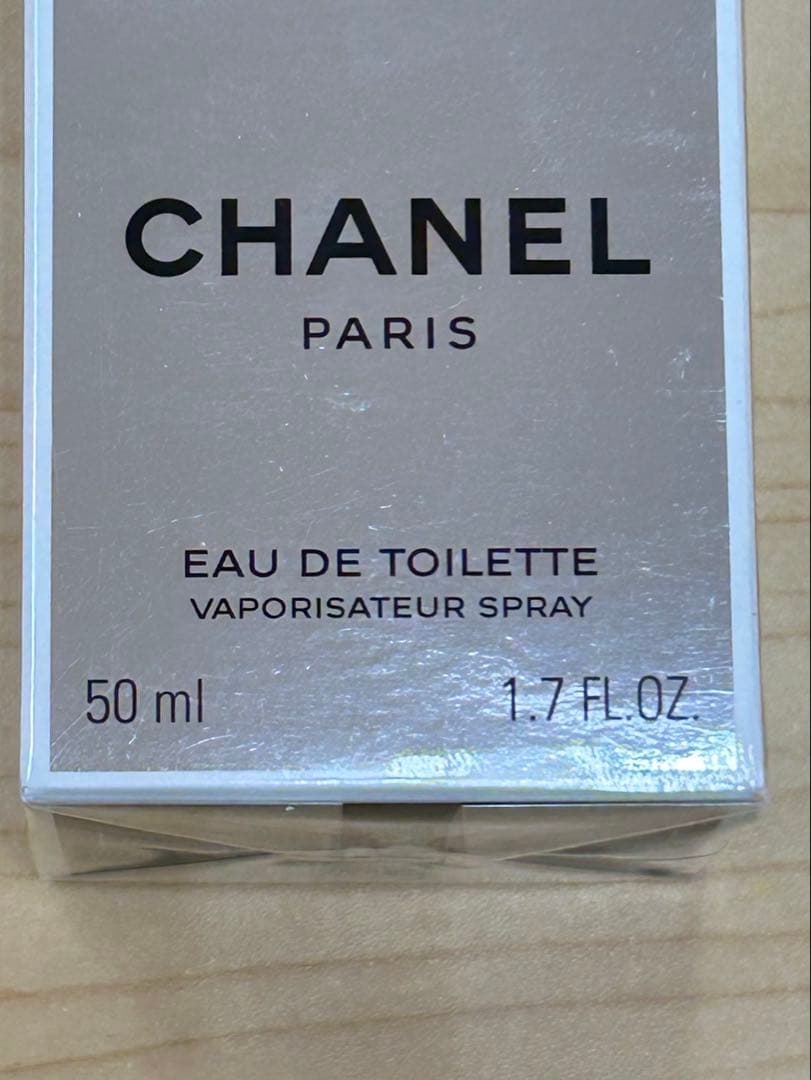 CHANEL
PARIS
EAU DE TOILETTE
VAPORISATEUR SPRAY
50 ml 1.7 FL.OZ.